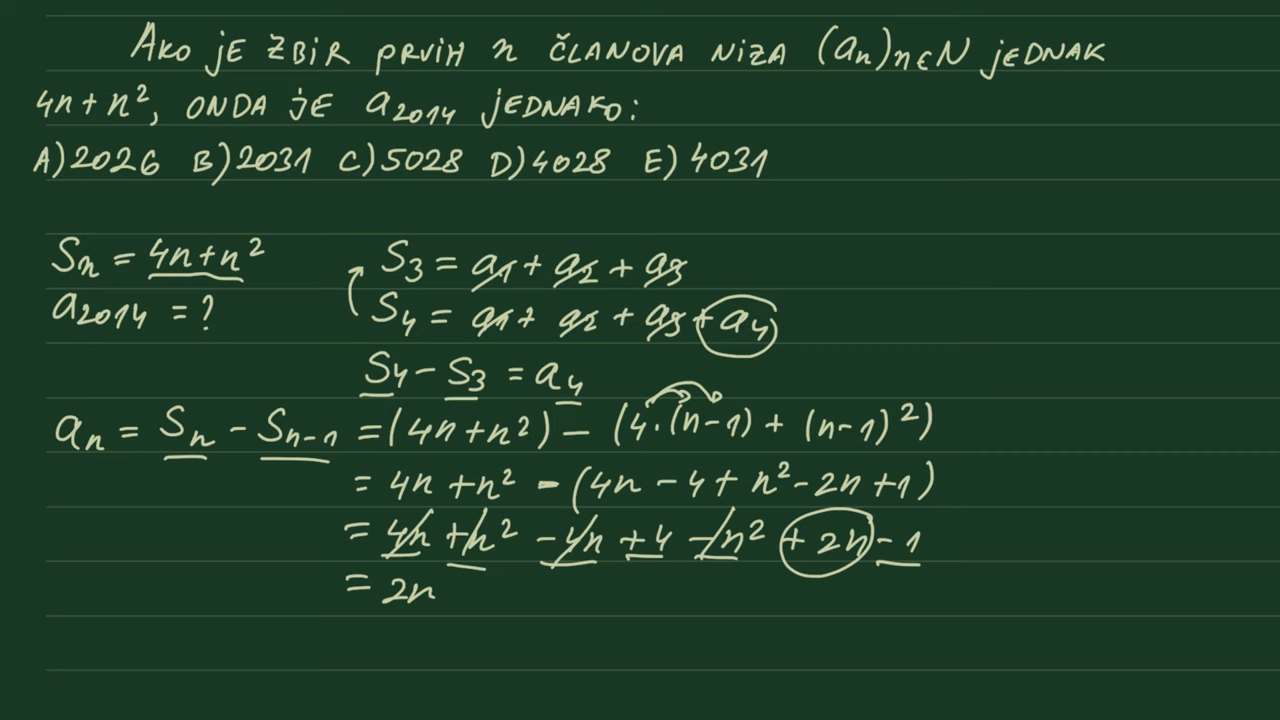 AKO JE ZBIR PRVIH n ČLANOVA NIZA (an)n∈N JEDNAK
4n+n², ONDA JE a2014 JEDNAKO:
A) 2026 B) 2031 C) 5028 D) 4028 E) 4031
Sn = 4n+n²
S3 = a1 + a2 + a3
a2014 = ?
S4 = a1 + a2 + a3 + a4
S4 - S3 = a4
an = Sn - Sn-1 = (4n+n²) - (4·(n-1) + (n-1)²)
= 4n + n² - (4n - 4 + n² - 2n + 1)
= 4n + n² - 4n + 4 - n² + 2n - 1
= 2n